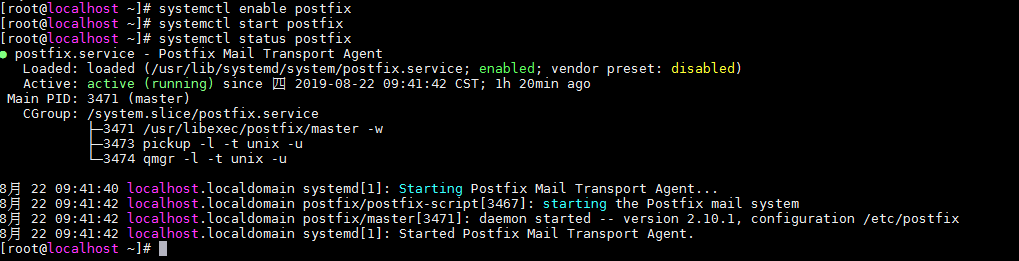 [root@localhost ~]# systemctl enable postfix
[root@localhost ~]# systemctl start postfix
[root@localhost ~]# systemctl status postfix
● postfix.service - Postfix Mail Transport Agent
   Loaded: loaded (/usr/lib/systemd/system/postfix.service; enabled; vendor preset: disabled)
   Active: active (running) since 四 2019-08-22 09:41:42 CST; 1h 20min ago
 Main PID: 3471 (master)
   CGroup: /system.slice/postfix.service
           ├─3471 /usr/libexec/postfix/master -w
           ├─3473 pickup -l -t unix -u
           └─3474 qmgr -l -t unix -u

8月 22 09:41:40 localhost.localdomain systemd[1]: Starting Postfix Mail Transport Agent...
8月 22 09:41:42 localhost.localdomain postfix/postfix-script[3467]: starting the Postfix mail system
8月 22 09:41:42 localhost.localdomain postfix/master[3471]: daemon started -- version 2.10.1, configuration /etc/postfix
8月 22 09:41:42 localhost.localdomain systemd[1]: Started Postfix Mail Transport Agent.
[root@localhost ~]#